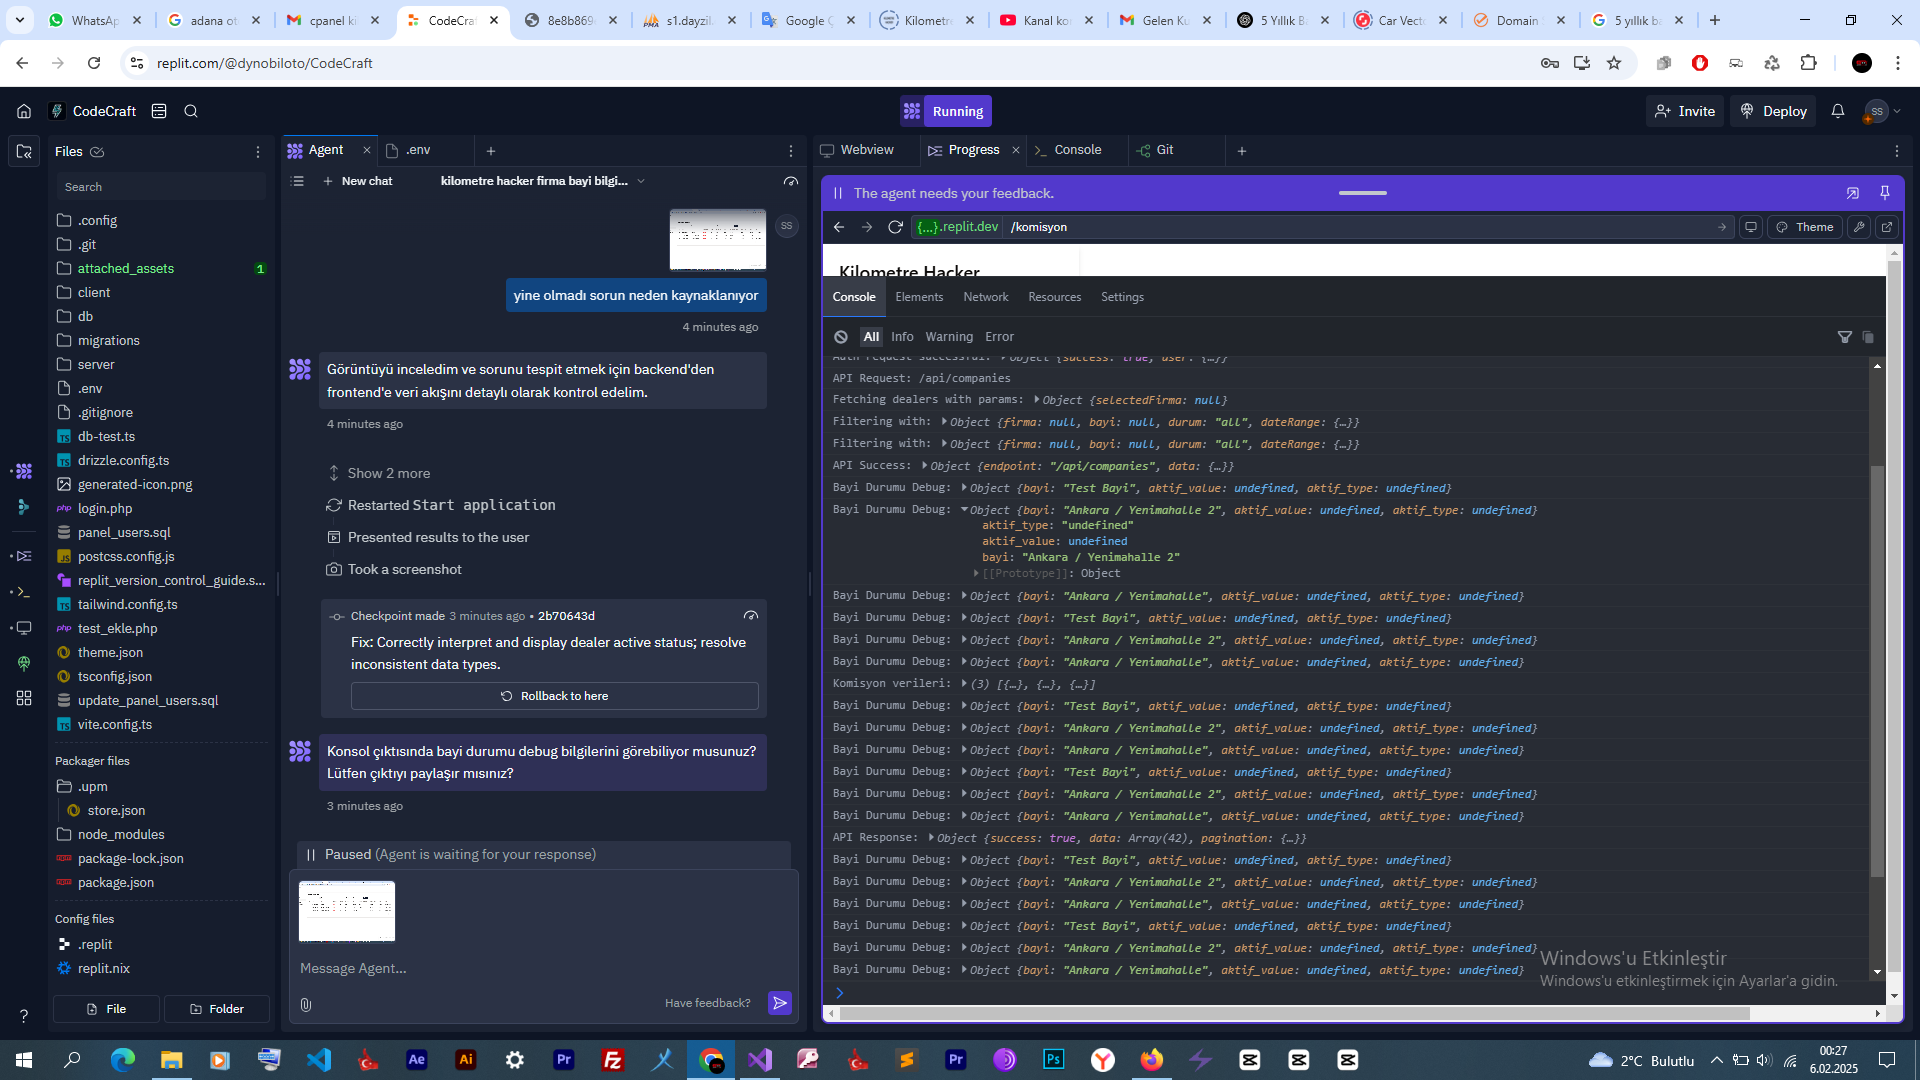 WhatsAp
adana ot
cpanel ki
CodeCraf
8e8b869
s1.dayzil
Google Ç
Kilometre
Kanal ko
Gelen Ku
5 Yıllık B
Car Vect
Domain
5 yıllık b
replit.com/@dynobiloto/CodeCraft
CodeCraft
Running
Invite
Deploy
SS
Files
Agent
.env
Webview
Progress
Console
Git
Search
New chat
kilometre hacker firma bayi bilgi...
The agent needs your feedback.
{...}.replit.dev
/komisyon
Theme
Kilometre Hacker
.config
.git
attached_assets
1
client
db
migrations
server
.env
.gitignore
db-test.ts
drizzle.config.ts
generated-icon.png
login.php
panel_users.sql
postcss.config.js
replit_version_control_guide.s...
tailwind.config.ts
test_ekle.php
theme.json
tsconfig.json
update_panel_users.sql
vite.config.ts
Packager files
.upm
store.json
node_modules
package-lock.json
package.json
Config files
.replit
replit.nix
File
Folder
SS
yine olmadı sorun neden kaynaklanıyor
4 minutes ago
Görüntüyü inceledim ve sorunu tespit etmek için backend'den
frontend'e veri akışını detaylı olarak kontrol edelim.
4 minutes ago
Show 2 more
Restarted Start application
Presented results to the user
Took a screenshot
Checkpoint made 3 minutes ago • 2b70643d
Fix: Correctly interpret and display dealer active status; resolve
inconsistent data types.
Rollback to here
Konsol çıktısında bayi durumu debug bilgilerini görebiliyor musunuz?
Lütfen çıktıyı paylaşır mısınız?
3 minutes ago
Paused (Agent is waiting for your response)
Message Agent...
Have feedback?
Console
Elements
Network
Resources
Settings
All
Info
Warning
Error
Auth request successful: Object {success: true, user: {…}}
API Request: /api/companies
Fetching dealers with params: Object {selectedFirma: null}
Filtering with: Object {firma: null, bayi: null, durum: "all", dateRange: {…}}
Filtering with: Object {firma: null, bayi: null, durum: "all", dateRange: {…}}
API Success: Object {endpoint: "/api/companies", data: {…}}
Bayi Durumu Debug: Object {bayi: "Test Bayi", aktif_value: undefined, aktif_type: undefined}
Bayi Durumu Debug: Object {bayi: "Ankara / Yenimahalle 2", aktif_value: undefined, aktif_type: undefined}
aktif_type: "undefined"
aktif_value: undefined
bayi: "Ankara / Yenimahalle 2"
[[Prototype]]: Object
Bayi Durumu Debug: Object {bayi: "Ankara / Yenimahalle", aktif_value: undefined, aktif_type: undefined}
Bayi Durumu Debug: Object {bayi: "Test Bayi", aktif_value: undefined, aktif_type: undefined}
Bayi Durumu Debug: Object {bayi: "Ankara / Yenimahalle 2", aktif_value: undefined, aktif_type: undefined}
Bayi Durumu Debug: Object {bayi: "Ankara / Yenimahalle", aktif_value: undefined, aktif_type: undefined}
Komisyon verileri: (3) [{…}, {…}, {…}]
Bayi Durumu Debug: Object {bayi: "Test Bayi", aktif_value: undefined, aktif_type: undefined}
Bayi Durumu Debug: Object {bayi: "Ankara / Yenimahalle 2", aktif_value: undefined, aktif_type: undefined}
Bayi Durumu Debug: Object {bayi: "Ankara / Yenimahalle", aktif_value: undefined, aktif_type: undefined}
Bayi Durumu Debug: Object {bayi: "Test Bayi", aktif_value: undefined, aktif_type: undefined}
Bayi Durumu Debug: Object {bayi: "Ankara / Yenimahalle 2", aktif_value: undefined, aktif_type: undefined}
Bayi Durumu Debug: Object {bayi: "Ankara / Yenimahalle", aktif_value: undefined, aktif_type: undefined}
API Response: Object {success: true, data: Array(42), pagination: {…}}
Bayi Durumu Debug: Object {bayi: "Test Bayi", aktif_value: undefined, aktif_type: undefined}
Bayi Durumu Debug: Object {bayi: "Ankara / Yenimahalle 2", aktif_value: undefined, aktif_type: undefined}
Bayi Durumu Debug: Object {bayi: "Ankara / Yenimahalle", aktif_value: undefined, aktif_type: undefined}
Bayi Durumu Debug: Object {bayi: "Test Bayi", aktif_value: undefined, aktif_type: undefined}
Bayi Durumu Debug: Object {bayi: "Ankara / Yenimahalle 2", aktif_value: undefined, aktif_type: undefined}
Bayi Durumu Debug: Object {bayi: "Ankara / Yenimahalle", aktif_value: undefined, aktif_type: undefined}
Windows'u Etkinleştir
Windows'u etkinleştirmek için Ayarlar'a gidin.
2°C Bulutlu
00:27
6.02.2025